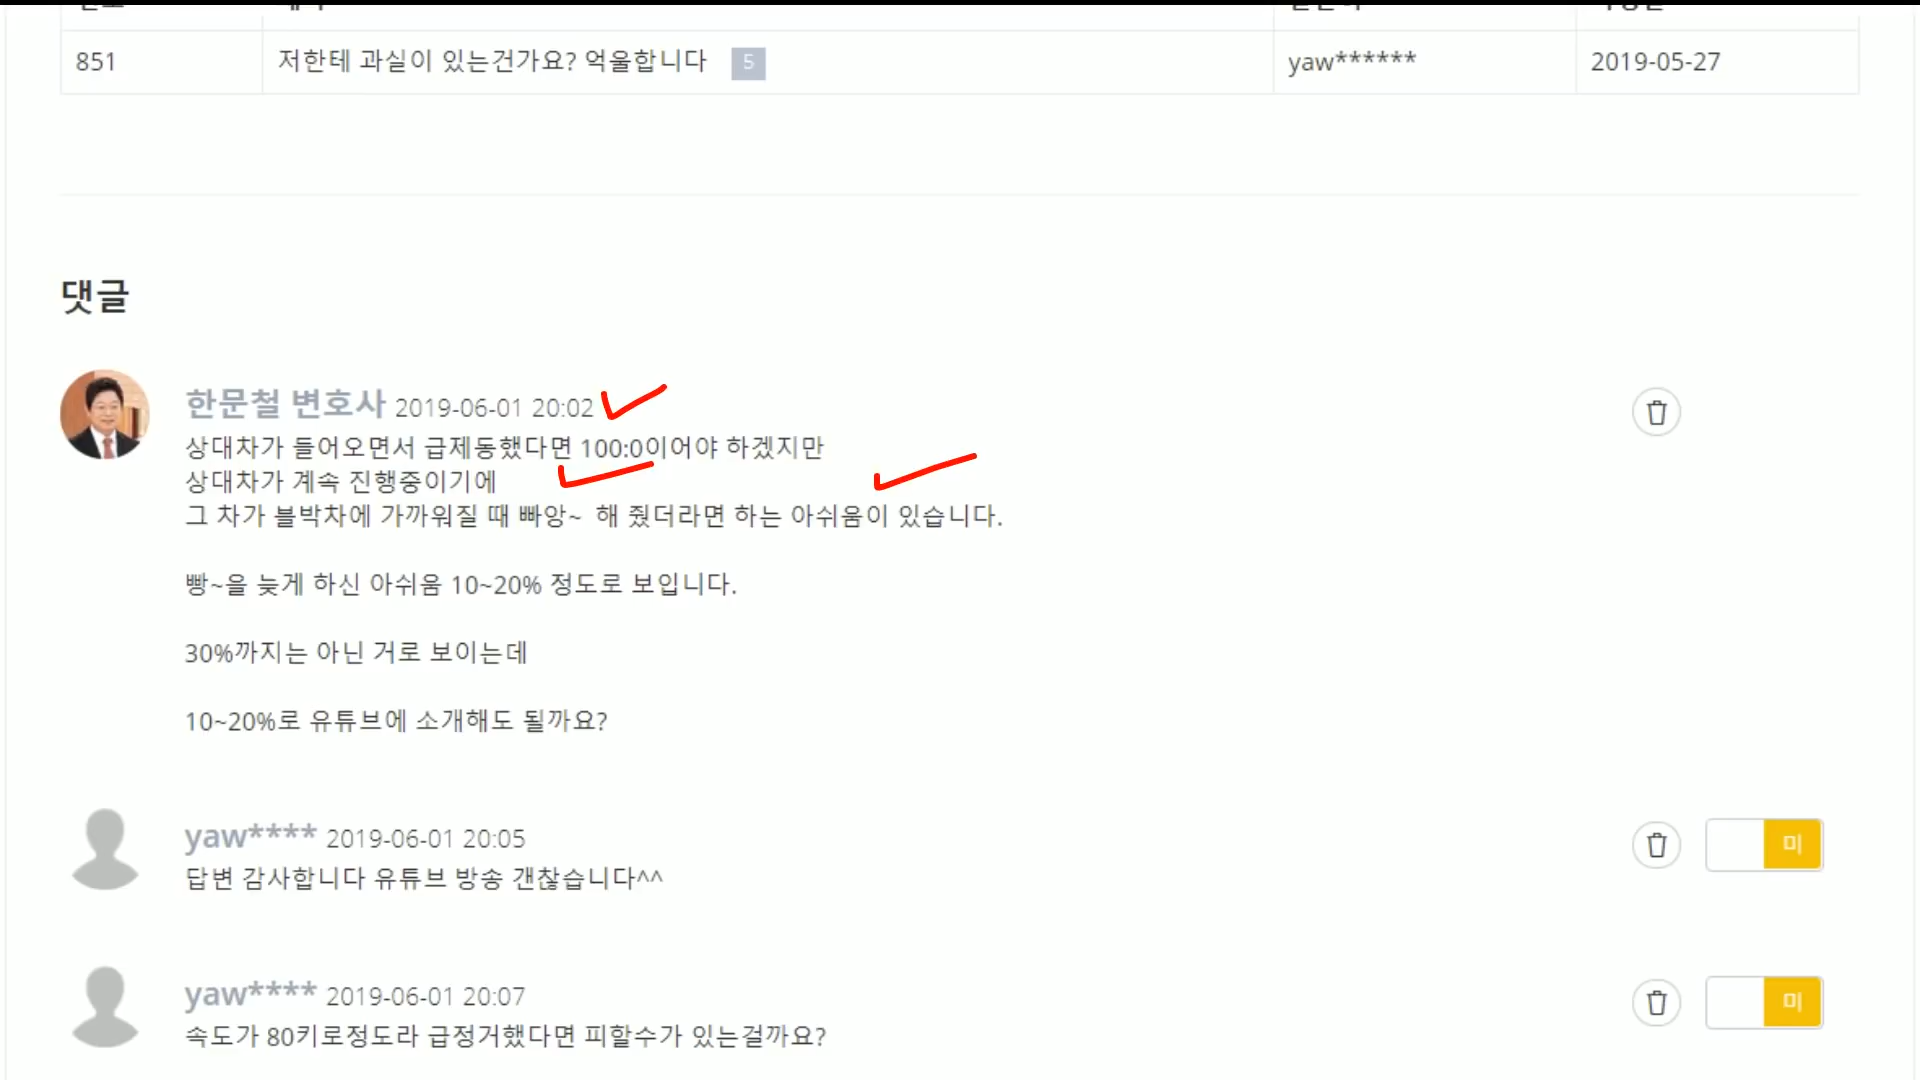 851 저한테 과실이 있는건가요? 억울합니다 5 yaw****** 2019-05-27
댓글
한문철 변호사 2019-06-01 20:02
상대차가 들어오면서 급제동했다면 100:0이어야 하겠지만
상대차가 계속 진행중이기에
그 차가 블박차에 가까워질 때 빠앙~ 해 줬더라면 하는 아쉬움이 있습니다.
빵~을 늦게 하신 아쉬움 10~20% 정도로 보입니다.
30%까지는 아닌 거로 보이는데
10~20%로 유튜브에 소개해도 될까요?
yaw**** 2019-06-01 20:05
미
답변 감사합니다 유튜브 방송 갠찮습니다^^
yaw**** 2019-06-01 20:07
미
속도가 80키로정도라 급정거했다면 피할수가 있는걸까요?